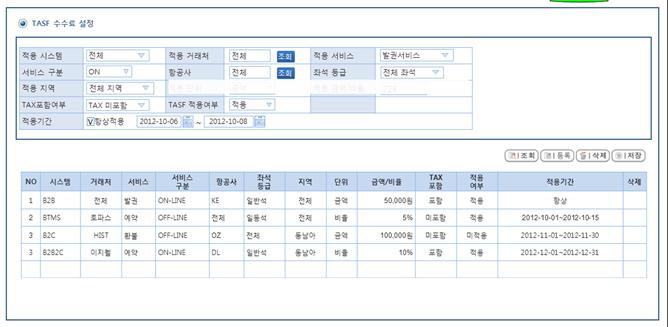 TASF 수수료 설정
적용 시스템 전체 적용 거래처 전체 조회 적용 서비스 발권서비스
서비스 구분 ON 항공사 전체 조회 좌석 등급 전체 좌석
적용 지역 전체 지역
TAX포함여부 TAX 미포함 TASF 적용여부 적용
적용기간 V항상적용 2012-10-06 ~ 2012-10-08
조회 등록 삭제 저장
NO 시스템 거래처 서비스 서비스 구분 항공사 좌석 등급 지역 단위 금액/비율 TAX 포함 적용 여부 적용기간 삭제
1 B2B 전체 발권 ON-LINE KE 일반석 전체 금액 50,000원 포함 적용 항상
2 BTMS 토파스 예약 OFF-LINE 전체 일등석 전체 비율 5% 미포함 적용 2012-10-01~2012-10-15
3 B2C HIST 환불 OFF-LINE OZ 전체 동남아 금액 100,000원 미포함 미적용 2012-11-01~2012-11-30
3 B2B2C 이지웰 예약 ON-LINE DL 일반석 동남아 비율 10% 포함 적용 2012-12-01~2012-12-31